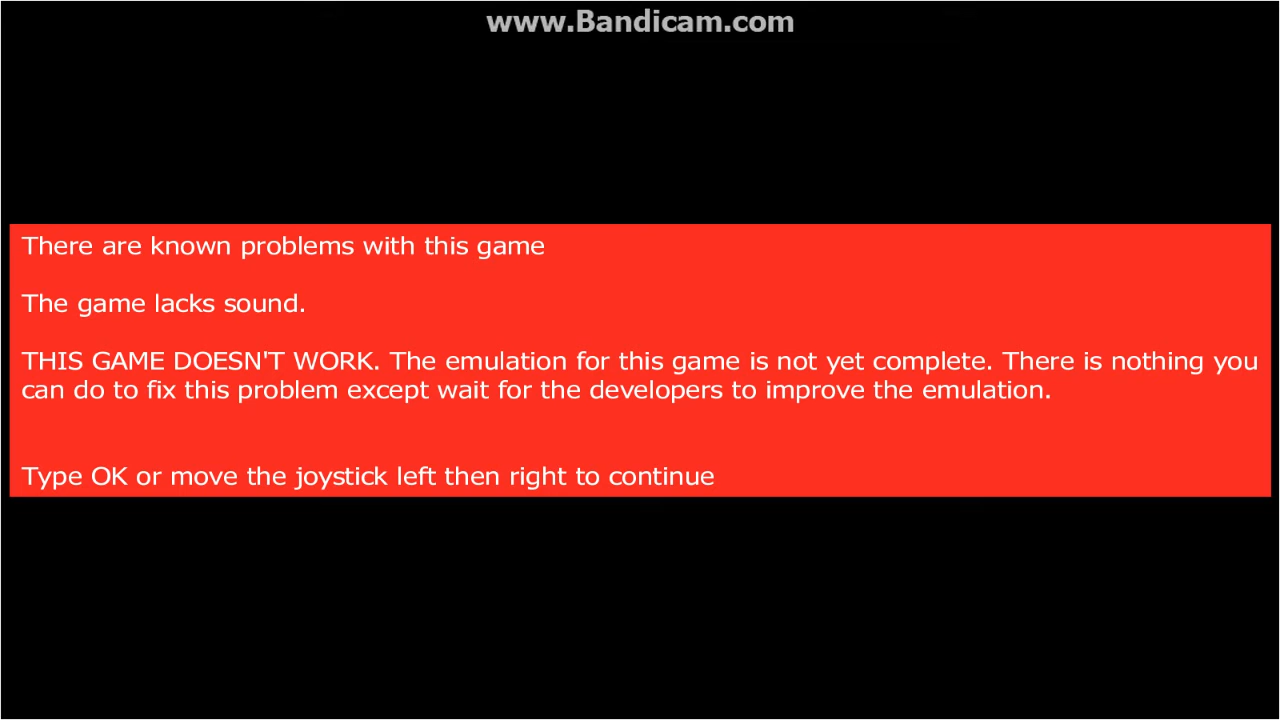 www.Bandicam.com
There are known problems with this game
The game lacks sound.
THIS GAME DOESN'T WORK. The emulation for this game is not yet complete. There is nothing you
can do to fix this problem except wait for the developers to improve the emulation.
Type OK or move the joystick left then right to continue